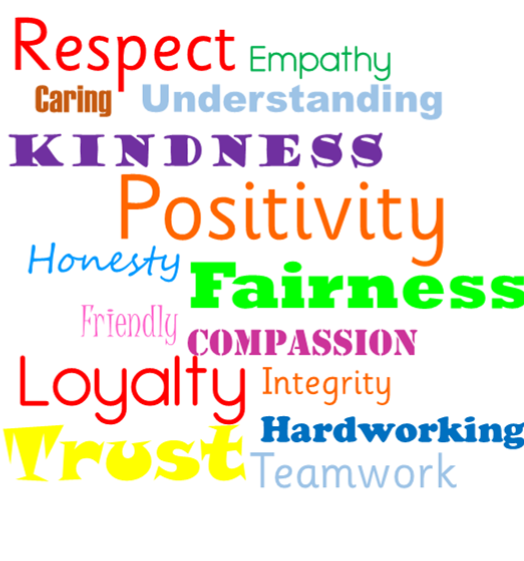 Respect Empathy
Caring Understanding
KINDNESS
Positivity
Honesty
Fairness
Friendly
COMPASSION
Loyalty Integrity
Hardworking
Trust
Teamwork